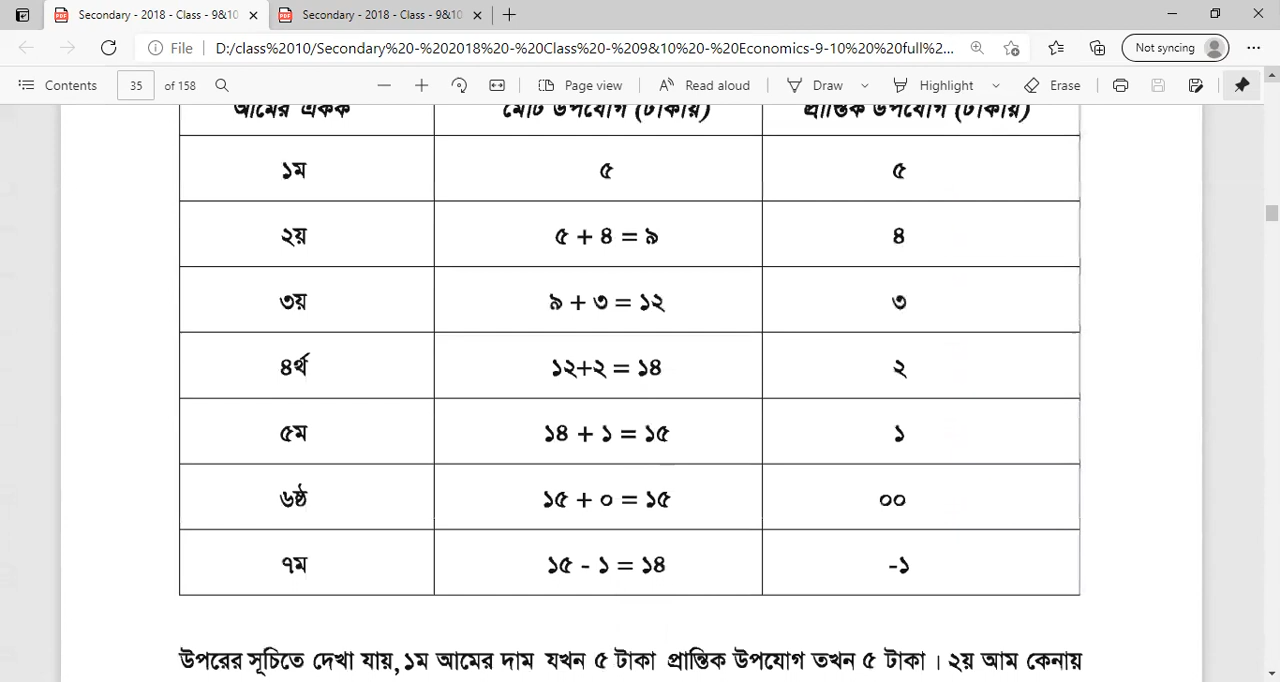 Secondary - 2018 - Class - 9&10
Secondary - 2018 - Class - 9&10
File
D:/class%2010/Secondary%20-%202018%20-%20Class%20-%209&10%20-%20Economics-9-10%20%20full%2...
Not syncing
Contents
35
of 158
Page view
Read aloud
Draw
Highlight
Erase
আমের একক মোট উপযোগ (টাকায়) প্রান্তিক উপযোগ (টাকায়)
১ম ৫ ৫
২য় ৫ + ৪ = ৯ ৪
৩য় ৯ + ৩ = ১২ ৩
৪র্থ ১২+২ = ১৪ ২
৫ম ১৪ + ১ = ১৫ ১
৬ষ্ঠ ১৫ + ০ = ১৫ ০০
৭ম ১৫ - ১ = ১৪ -১
উপরের সূচিতে দেখা যায়, ১ম আমের দাম যখন ৫ টাকা প্রান্তিক উপযোগ তখন ৫ টাকা । ২য় আম কেনায়